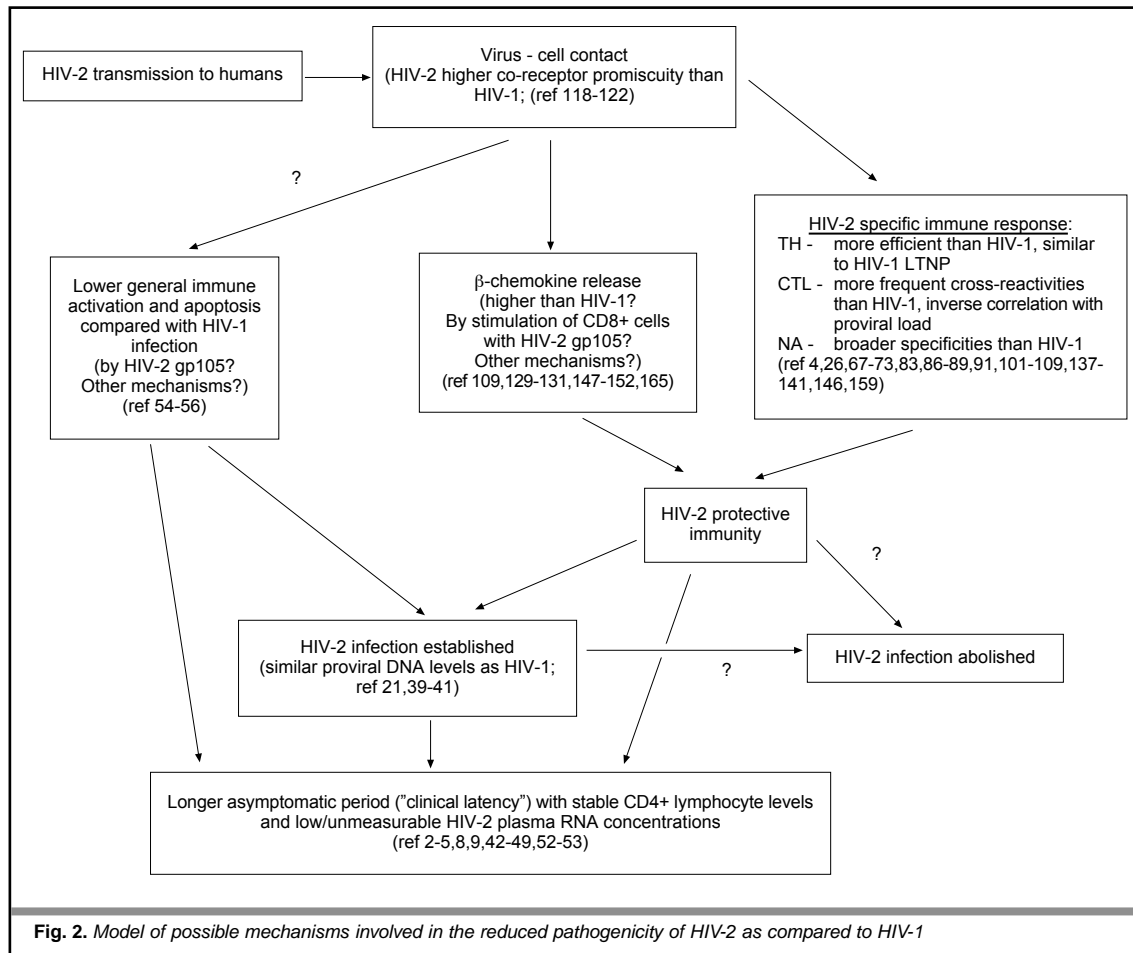 HIV-2 transmission to humans
Virus - cell contact
(HIV-2 higher co-receptor promiscuity than
HIV-1; (ref 118-122)
?
Lower general immune
activation and apoptosis
compared with HIV-1
infection
(by HIV-2 gp105?
Other mechanisms?)
(ref 54-56)
β-chemokine release
(higher than HIV-1?
By stimulation of CD8+ cells
with HIV-2 gp105?
Other mechanisms?)
(ref 109,129-131,147-152,165)
HIV-2 specific immune response:
TH - more efficient than HIV-1, similar
to HIV-1 LTNP
CTL - more frequent cross-reactivities
than HIV-1, inverse correlation with
proviral load
NA - broader specificities than HIV-1
(ref 4,26,67-73,83,86-89,91,101-109,137-
141,146,159)
HIV-2 protective
immunity
?
HIV-2 infection established
(similar proviral DNA levels as HIV-1;
ref 21,39-41)
?
HIV-2 infection abolished
Longer asymptomatic period ("clinical latency") with stable CD4+ lymphocyte levels
and low/unmeasurable HIV-2 plasma RNA concentrations
(ref 2-5,8,9,42-49,52-53)
Fig. 2. Model of possible mechanisms involved in the reduced pathogenicity of HIV-2 as compared to HIV-1